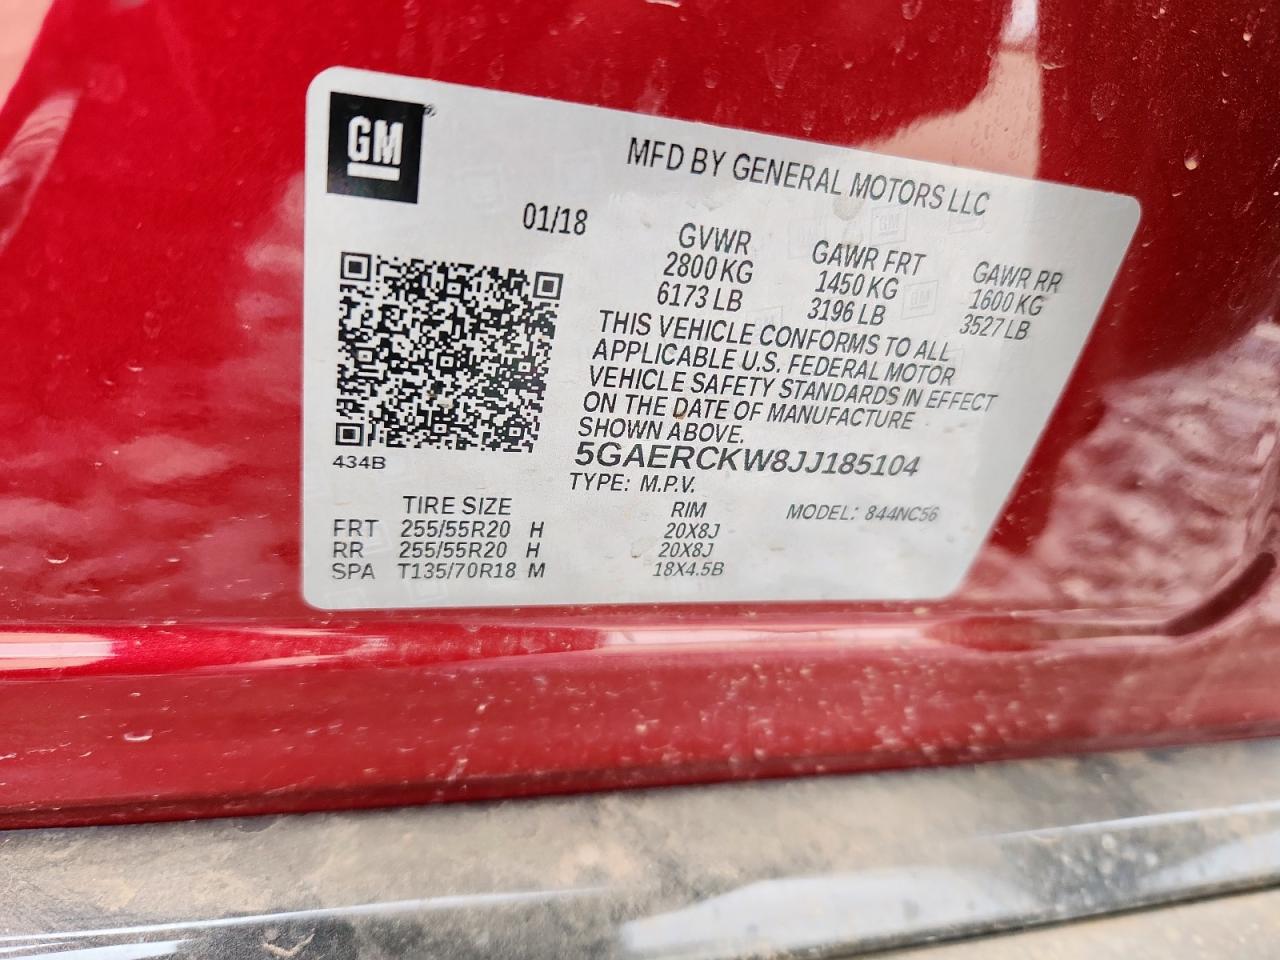 GM
MFD BY GENERAL MOTORS LLC
01/18
GVWR GAWR FRT GAWR RR
2800 KG 1450 KG 1600 KG
6173 LB 3196 LB 3527 LB
THIS VEHICLE CONFORMS TO ALL
APPLICABLE U.S. FEDERAL MOTOR
VEHICLE SAFETY STANDARDS IN EFFECT
ON THE DATE OF MANUFACTURE
SHOWN ABOVE.
434B
5GAERCKW8JJ185104
TYPE: M.P.V.
TIRE SIZE RIM MODEL: 844NC56
FRT 255/55R20 H 20X8J
RR 255/55R20 H 20X8J
SPA T135/70R18 M 18X4.5B